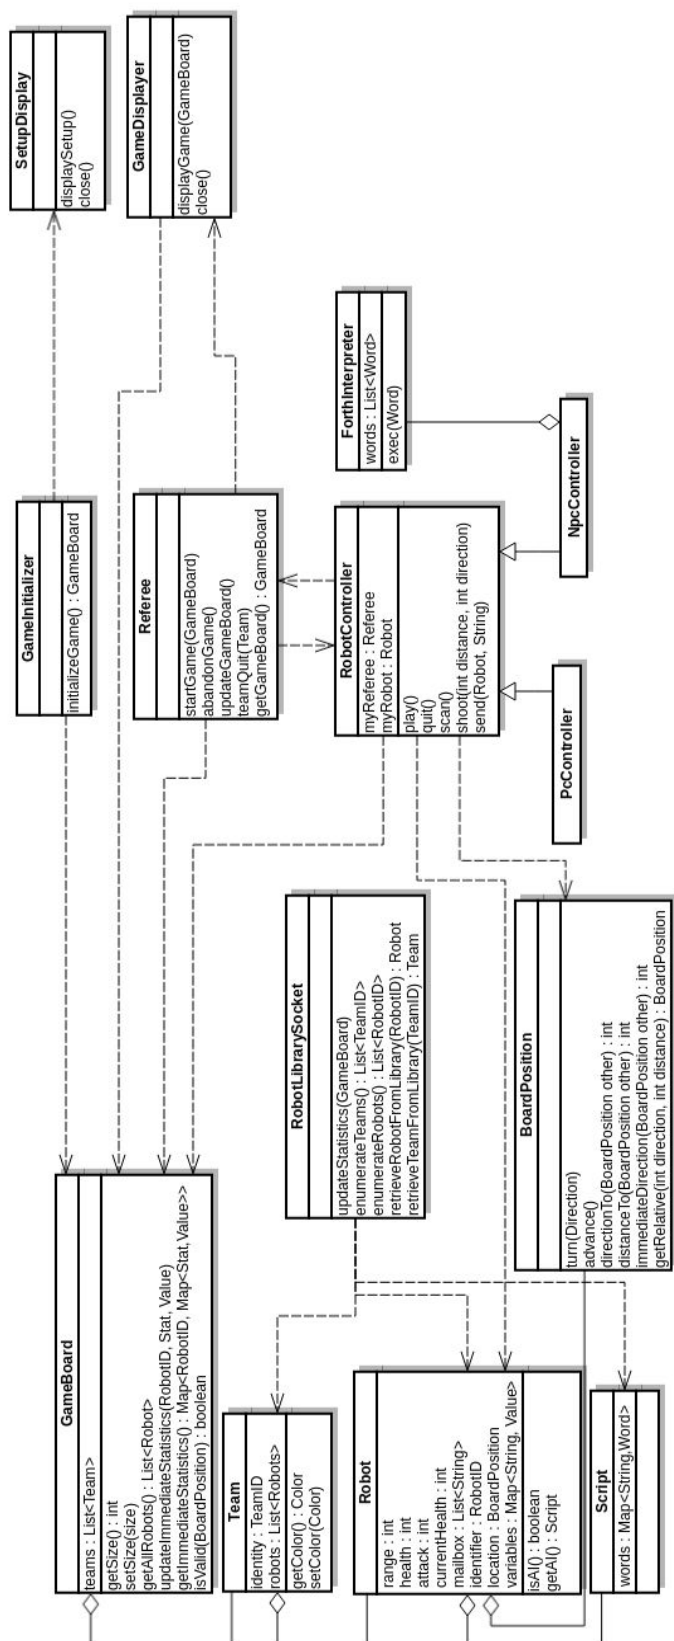 SetupDisplay
displaySetup()
close()
GameDisplayer
displayGame(GameBoard)
close()
GameInitializer
initializeGame() : GameBoard
Referee
startGame(GameBoard)
abandonGame()
updateGameBoard()
teamQuit(Team)
getGameBoard() : GameBoard
ForthInterpreter
words : List<Word>
exec(Word)
RobotController
myReferee : Referee
myRobot : Robot
play()
quit()
scan()
shoot(int distance, int direction)
send(Robot, String)
NpcController
PcController
GameBoard
teams : List<Team>
getSize() : int
setSize(size)
getAllRobots() : List<Robot>
updateImmediateStatistics(RobotID, Stat, Value)
getImmediateStatistics() : Map<RobotID, Map<Stat,Value>>
isValid(BoardPosition) : boolean
RobotLibrarySocket
updateStatistics(GameBoard)
enumerateTeams() : List<TeamID>
enumerateRobots() : List<RobotID>
retrieveRobotFromLibrary(RobotID) : Robot
retrieveTeamFromLibrary(TeamID) : Team
BoardPosition
turn(Direction)
advance()
directionTo(BoardPosition other) : int
distanceTo(BoardPosition other) : int
immediateDirection(BoardPosition other) : int
getRelative(int direction, int distance) : BoardPosition
Team
identity : TeamID
robots : List<Robots>
getColor() : Color
setColor(Color)
Robot
range : int
health : int
attack : int
currentHealth : int
mailbox : List<String>
identifier : RobotID
location : BoardPosition
variables : Map<String, Value>
isAI() : boolean
getAI() : Script
Script
words : Map<String,Word>